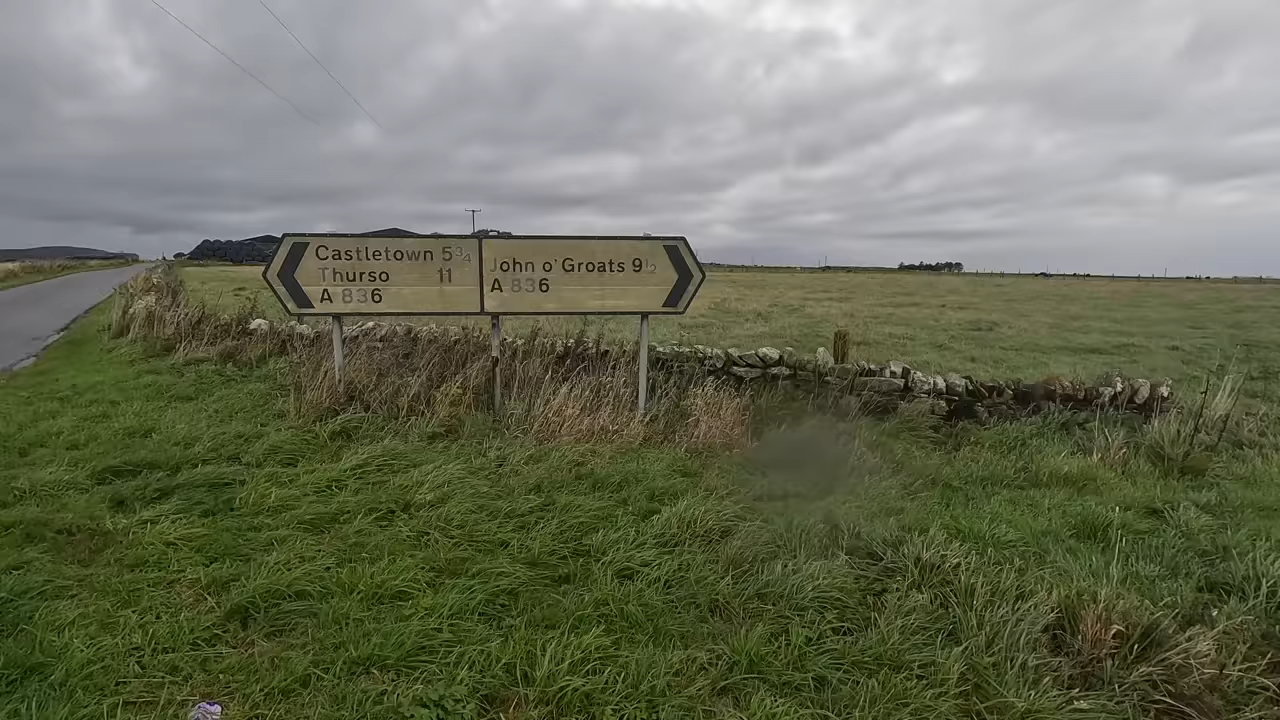 Castletown 5¾
Thurso 11
A 836
John o' Groats 9½
A 836